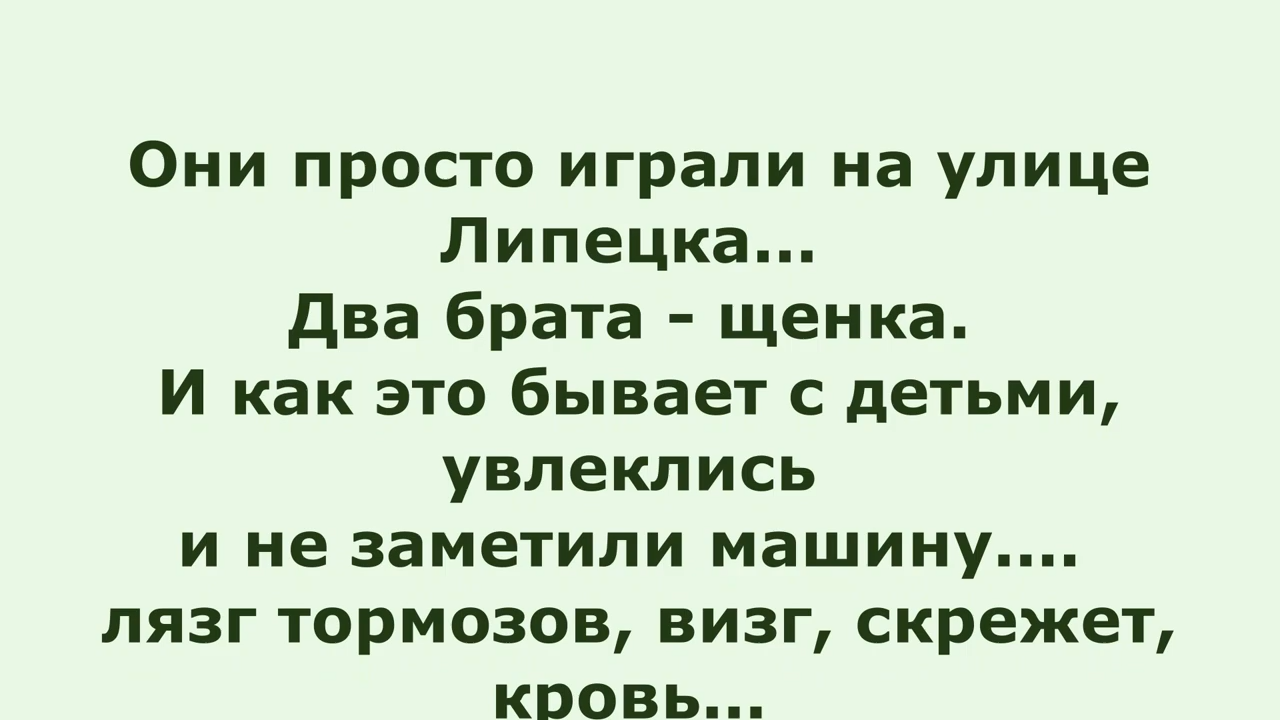 Они просто играли на улице
Липецка...
Два брата - щенка.
И как это бывает с детьми,
увлеклись
и не заметили машину....
лязг тормозов, визг, скрежет,
кровь...